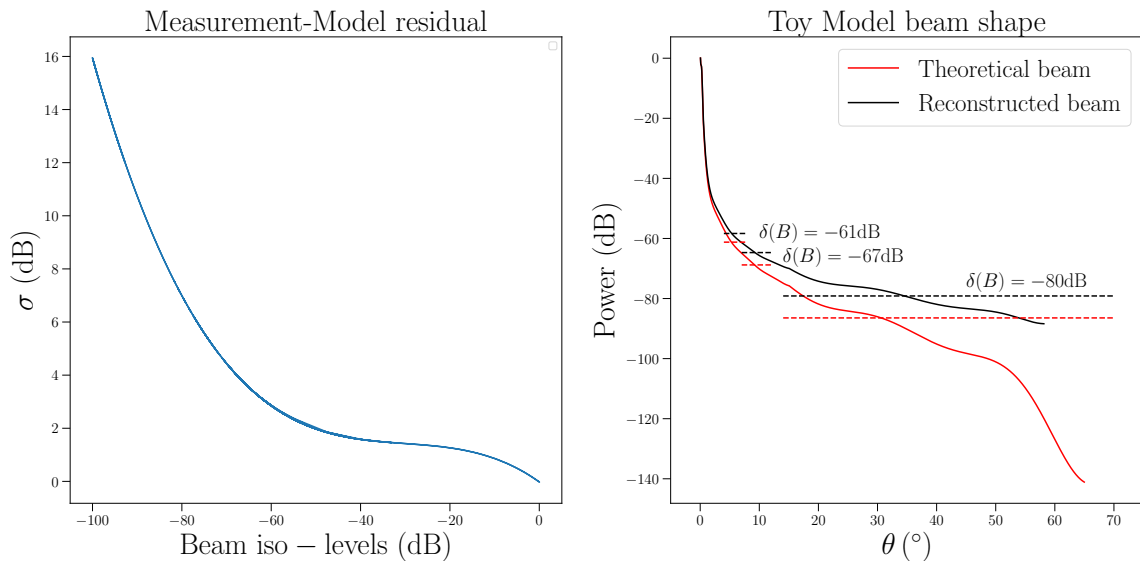 Measurement-Model residual
16
14
12
10
8
6
4
2
0
σ (dB)
−100
−80
−60
−40
−20
0
Beam iso − levels (dB)
Toy Model beam shape
Theoretical beam
Reconstructed beam
0
−20
−40
−60
−80
−100
−120
−140
Power (dB)
δ(B) = −61dB
δ(B) = −67dB
δ(B) = −80dB
0
10
20
30
40
50
60
70
θ (°)